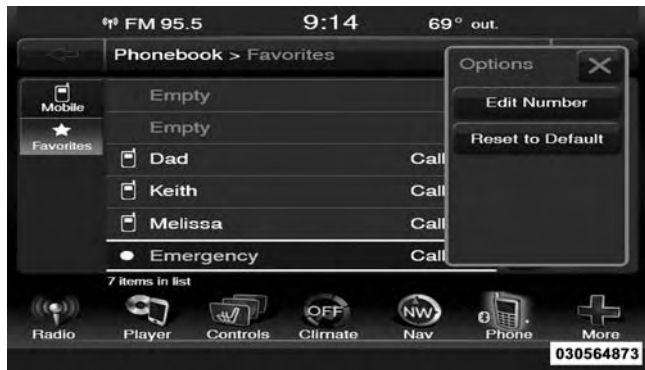 FM 95.5 9:14 69° out.
Phonebook > Favorites
Options
Mobile
Favorites
Empty
Empty
Dad Call
Keith Call
Melissa Call
Emergency Call
Edit Number
Reset to Default
7 items in list
OFF
NW
Radio Player Controls Climate Nav Phone More
030564873